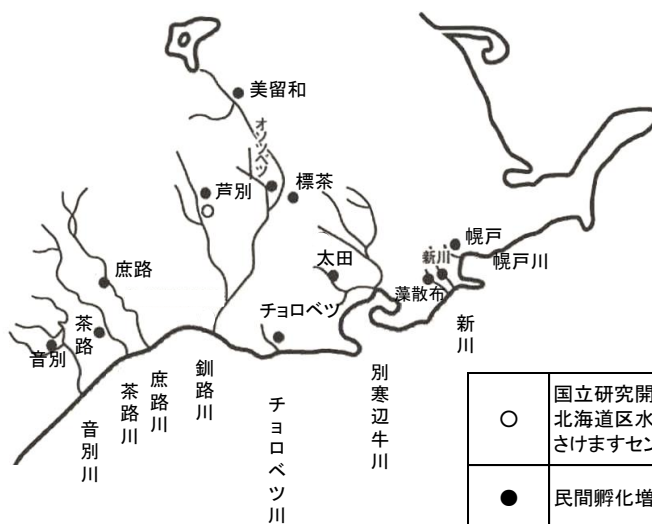 美留和
オソツベツ
芦別
標茶
幌戸
新川
幌戸川
太田
庶路
藻散布
チョロベツ
茶路
音別
新川
釧路川
別寒辺牛川
庶路川
茶路川
音別川
チョロベツ川
○
国立研究開
北海道区水
さけますセン
●
民間孵化増